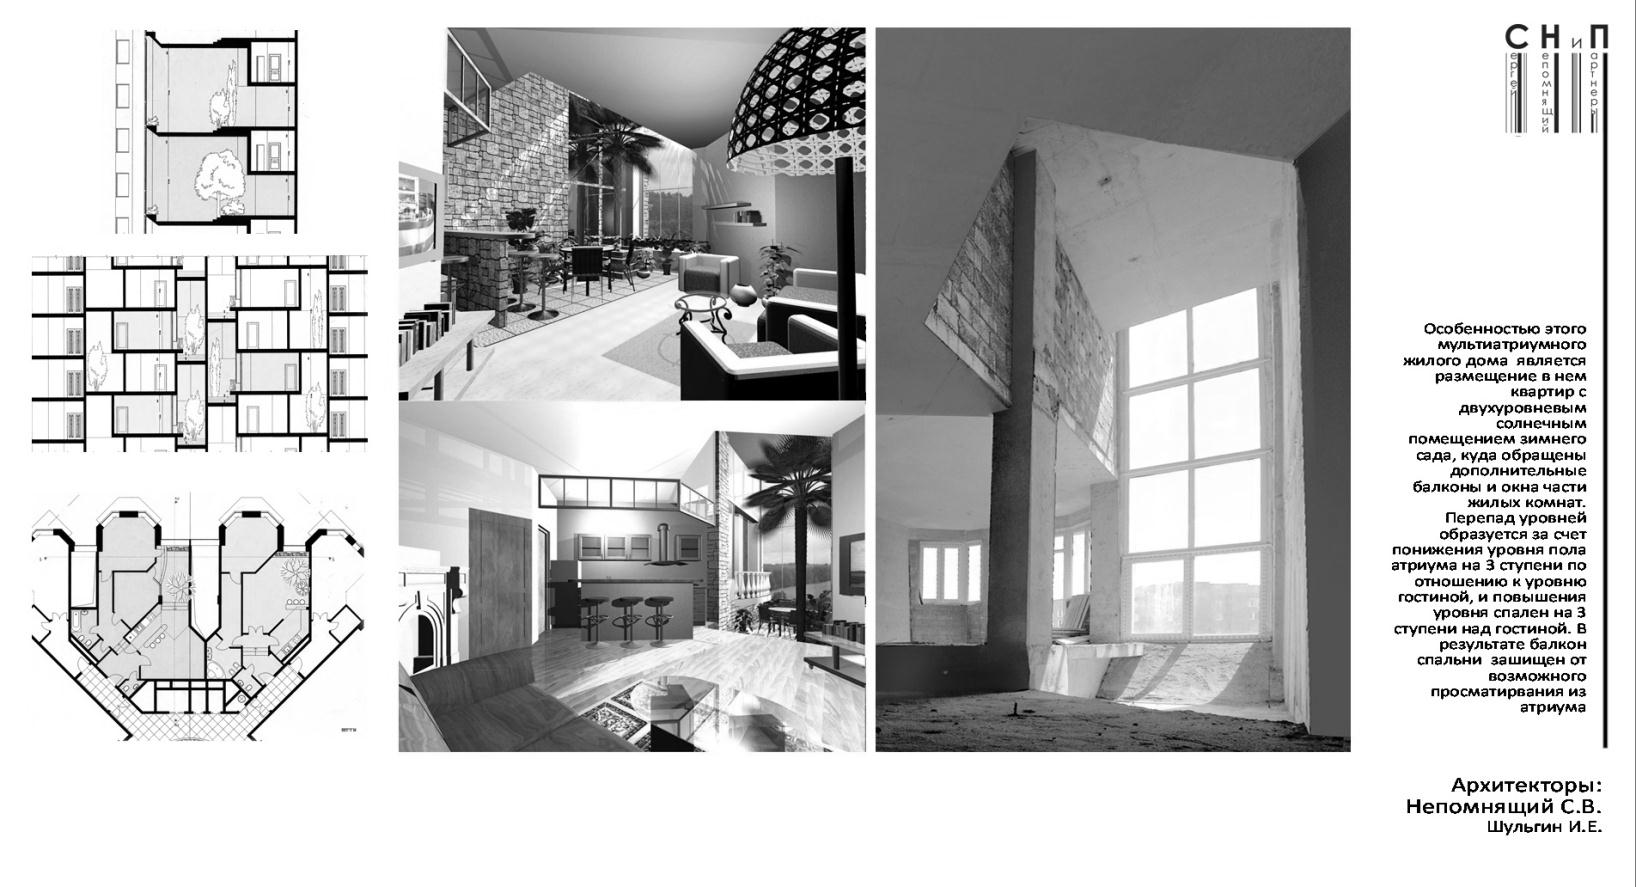 СНиП
ергей
епомнящий
артнеры
Особенностью этого
мультиатриумного
жилого дома является
размещение в нем
квартир с
двухуровневым
солнечным
помещением зимнего
сада, куда обращены
дополнительные
балконы и окна части
жилых комнат.
Перепад уровней
образуется за счет
понижения уровня пола
атриума на 3 ступени по
отношению к уровню
гостиной, и повышения
уровня спален на 3
ступени над гостиной. В
результате балкон
спальни зашищен от
возможного
просматирвания из
атриума
Архитекторы:
Непомнящий С.В.
Шульгин И.Е.